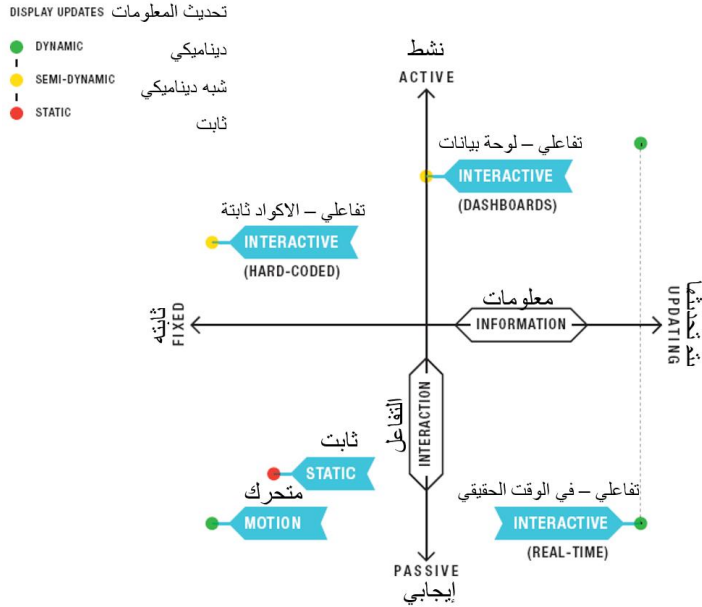 DISPLAY UPDATES تحديث المعلومات
DYNAMIC ديناميكي
SEMI-DYNAMIC شبه ديناميكي
STATIC ثابت
نشط
ACTIVE
تفاعلي – لوحة بيانات
INTERACTIVE
(DASHBOARDS)
تفاعلي – الاكواد ثابتة
INTERACTIVE
(HARD-CODED)
ثابته
FIXED
معلومات
INFORMATION
يتم تحديثها
UPDATING
التفاعل
INTERACTION
ثابت
STATIC
متحرك
MOTION
تفاعلي – في الوقت الحقيقي
INTERACTIVE
(REAL-TIME)
PASSIVE
إيجابي